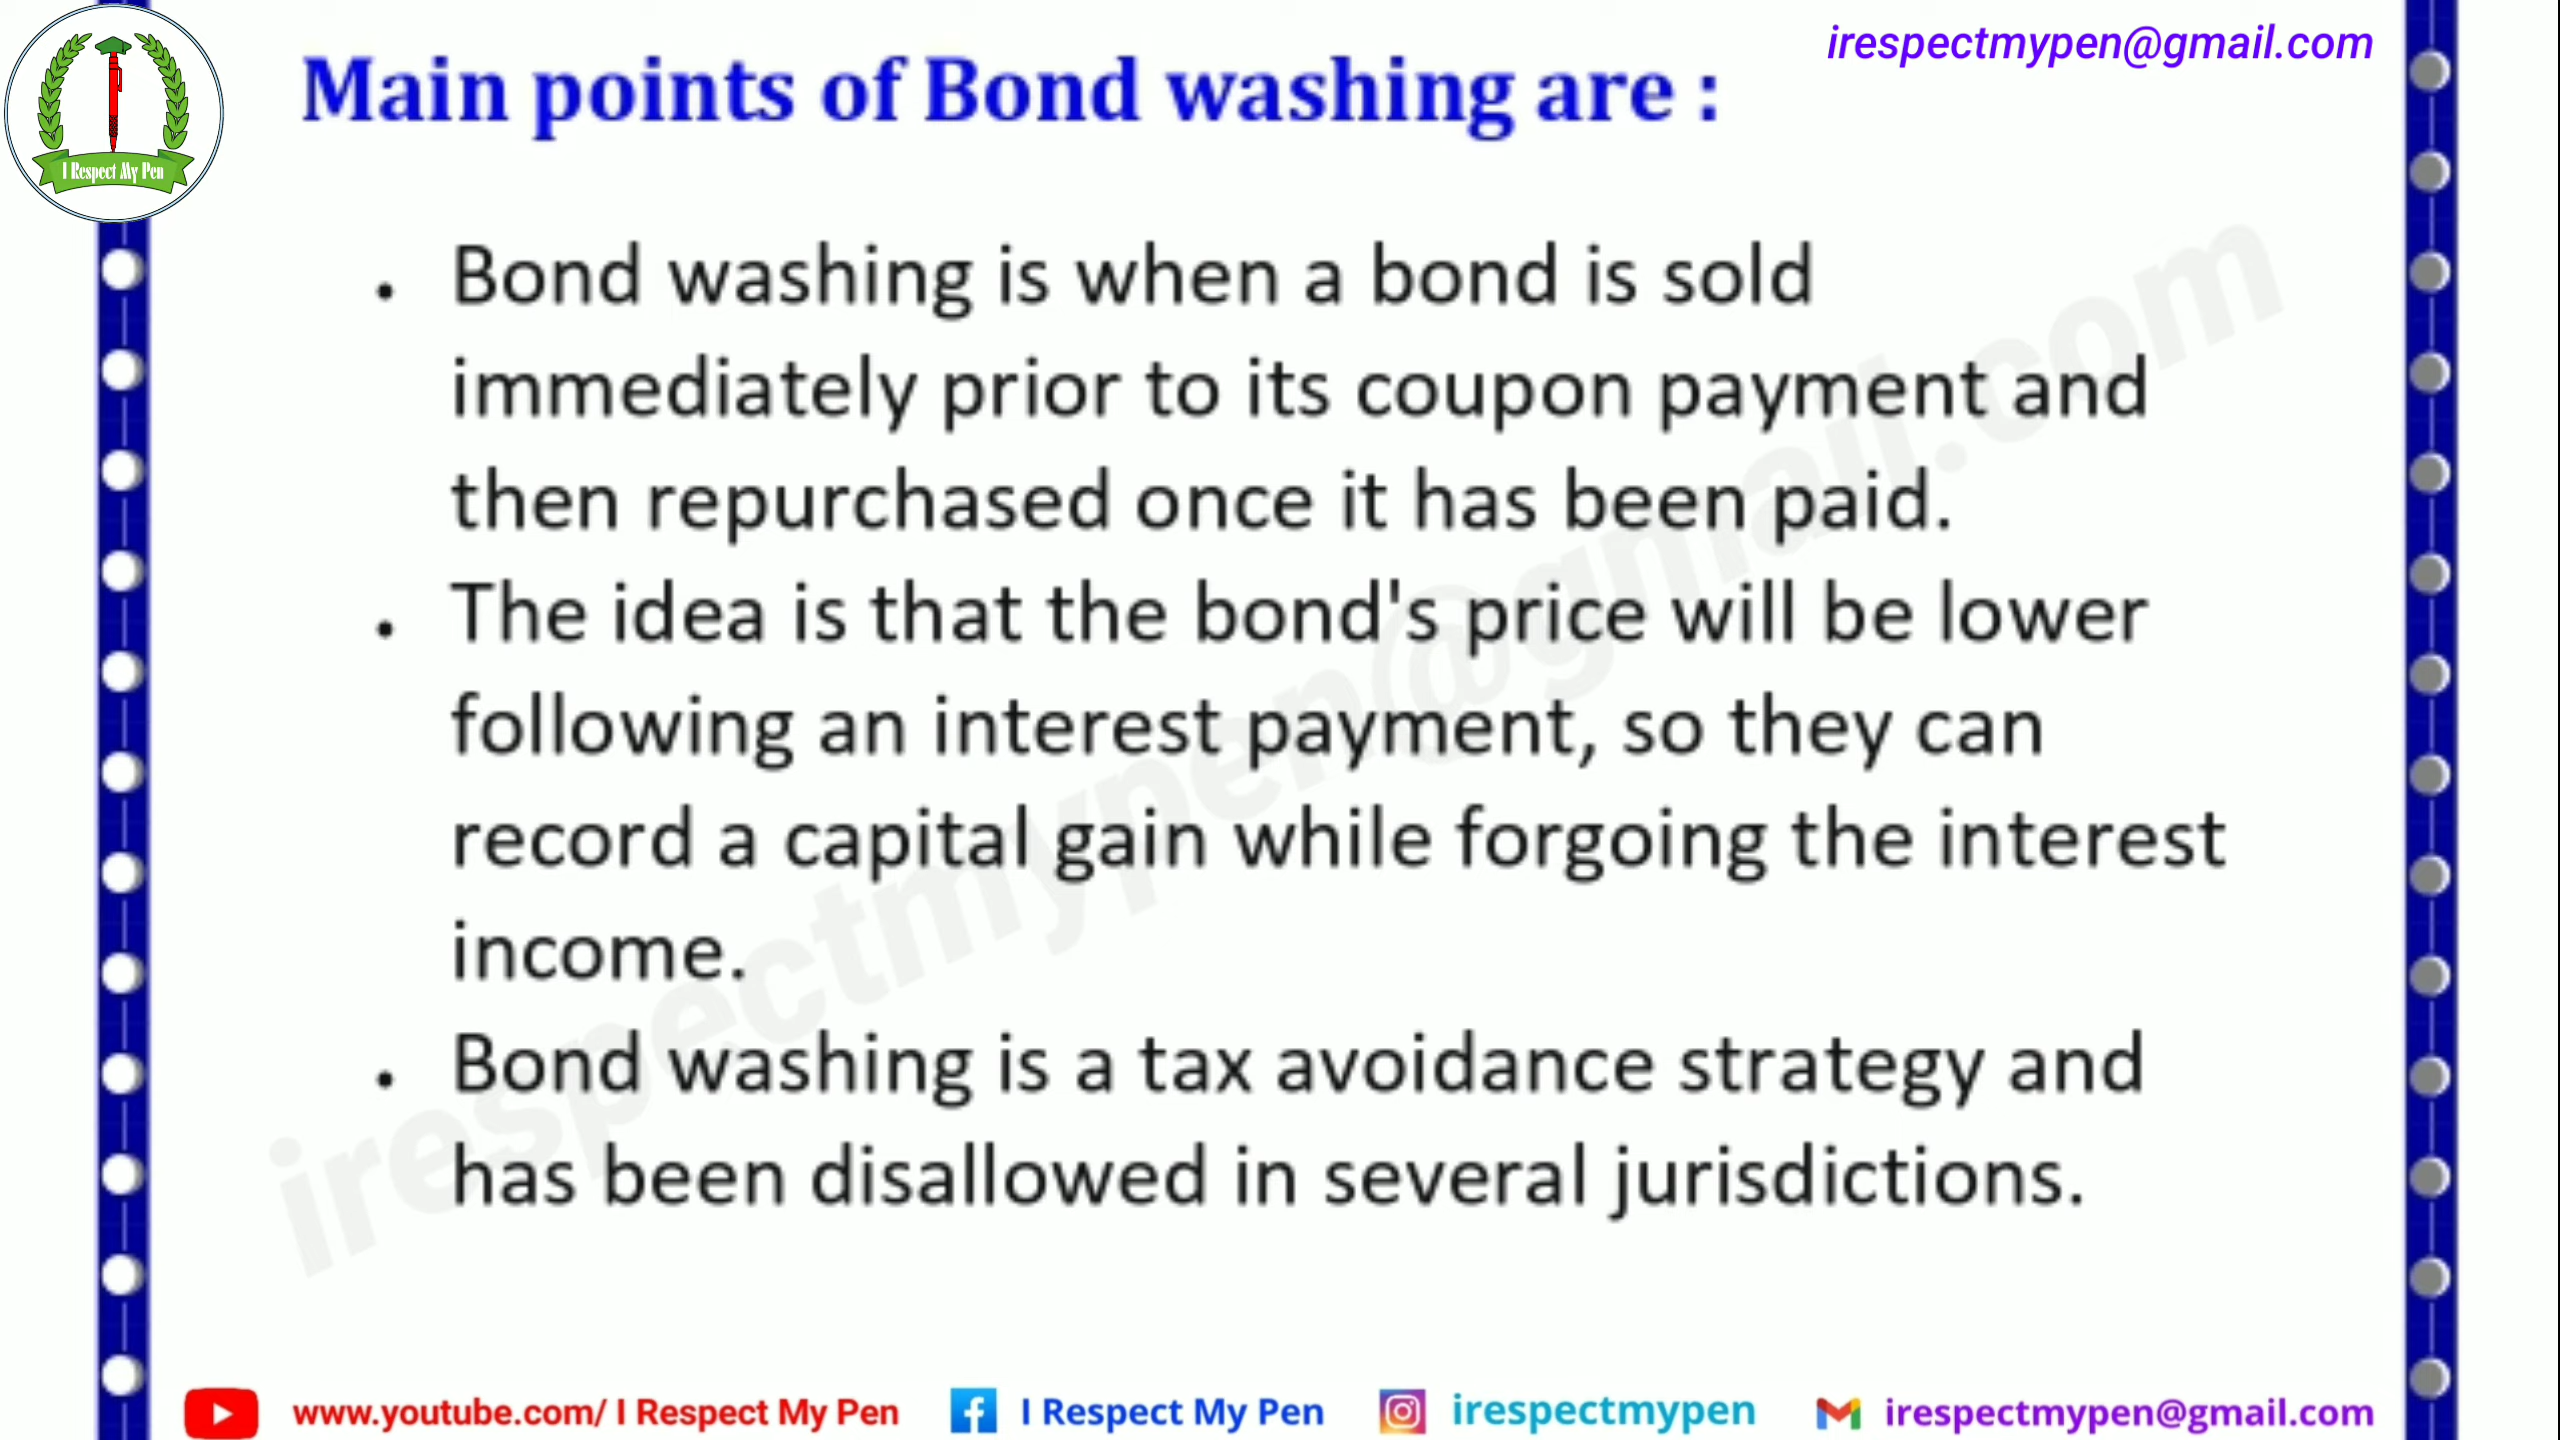 irespectmypen@gmail.com
Main points of Bond washing are :
I Respect My Pen
• Bond washing is when a bond is sold
immediately prior to its coupon payment and
then repurchased once it has been paid.
• The idea is that the bond's price will be lower
following an interest payment, so they can
record a capital gain while forgoing the interest
income.
• Bond washing is a tax avoidance strategy and
has been disallowed in several jurisdictions.
irespectmypen@gmail.com
www.youtube.com/ I Respect My Pen I Respect My Pen irespectmypen irespectmypen@gmail.com